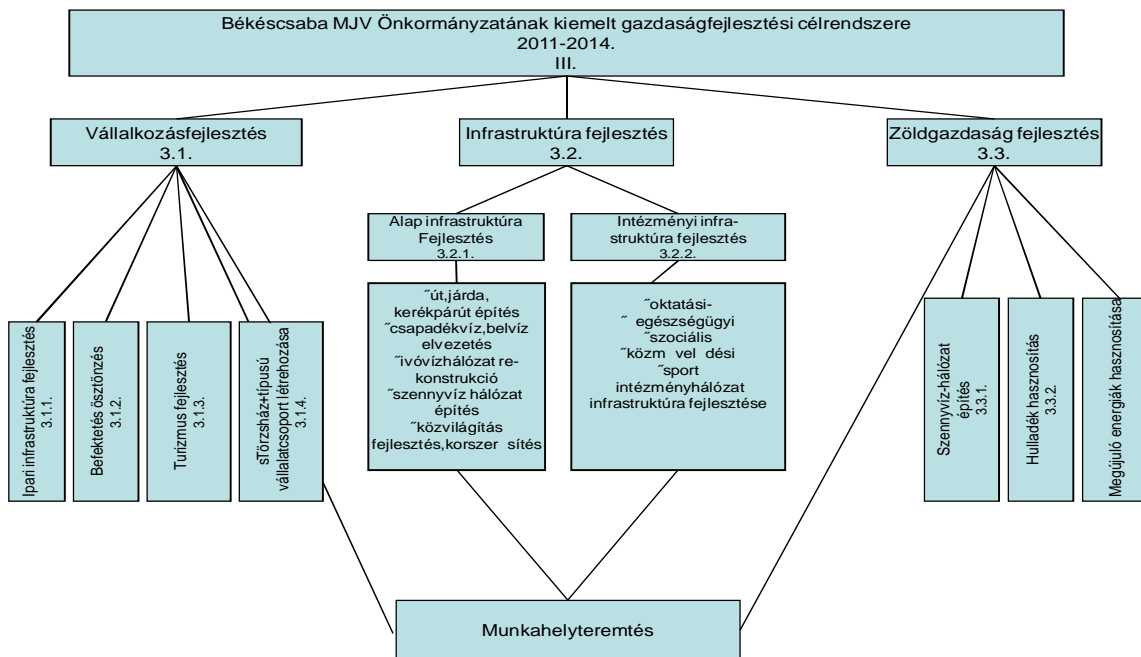 Békéscsaba MJV Önkormányzatának kiemelt gazdaságfejlesztési célrendszere
2011-2014.
III.
Vállalkozásfejlesztés
3.1.
Infrastruktúra fejlesztés
3.2.
Zöldgazdaság fejlesztés
3.3.
Alap infrastruktúra
Fejlesztés
3.2.1.
Intézményi infra-
struktúra fejlesztés
3.2.2.
Ipari infrastruktúra fejlesztés
3.1.1.
Befektetés ösztönzés
3.1.2.
Turizmus fejlesztés
3.1.3.
sTörzsház+típusú
vállalatcsoport létrehozása
3.1.4.
˝út,járda,
kerékpárút építés
˝csapadékvíz,belvíz
elvezetés
˝ivóvízhálózat re-
konstrukció
˝szennyvíz hálózat
építés
˝közvilágítás
fejlesztés,korszer sítés
˝oktatási-
˝ egészségügyi
˝szociális
˝közm vel dési
˝sport
intézményhálózat
infrastruktúra fejlesztése
Szennyvíz-hálózat
építés
3.3.1.
Hulladék hasznosítás
3.3.2.
Megújuló energiák hasznosítása
Munkahelyteremtés